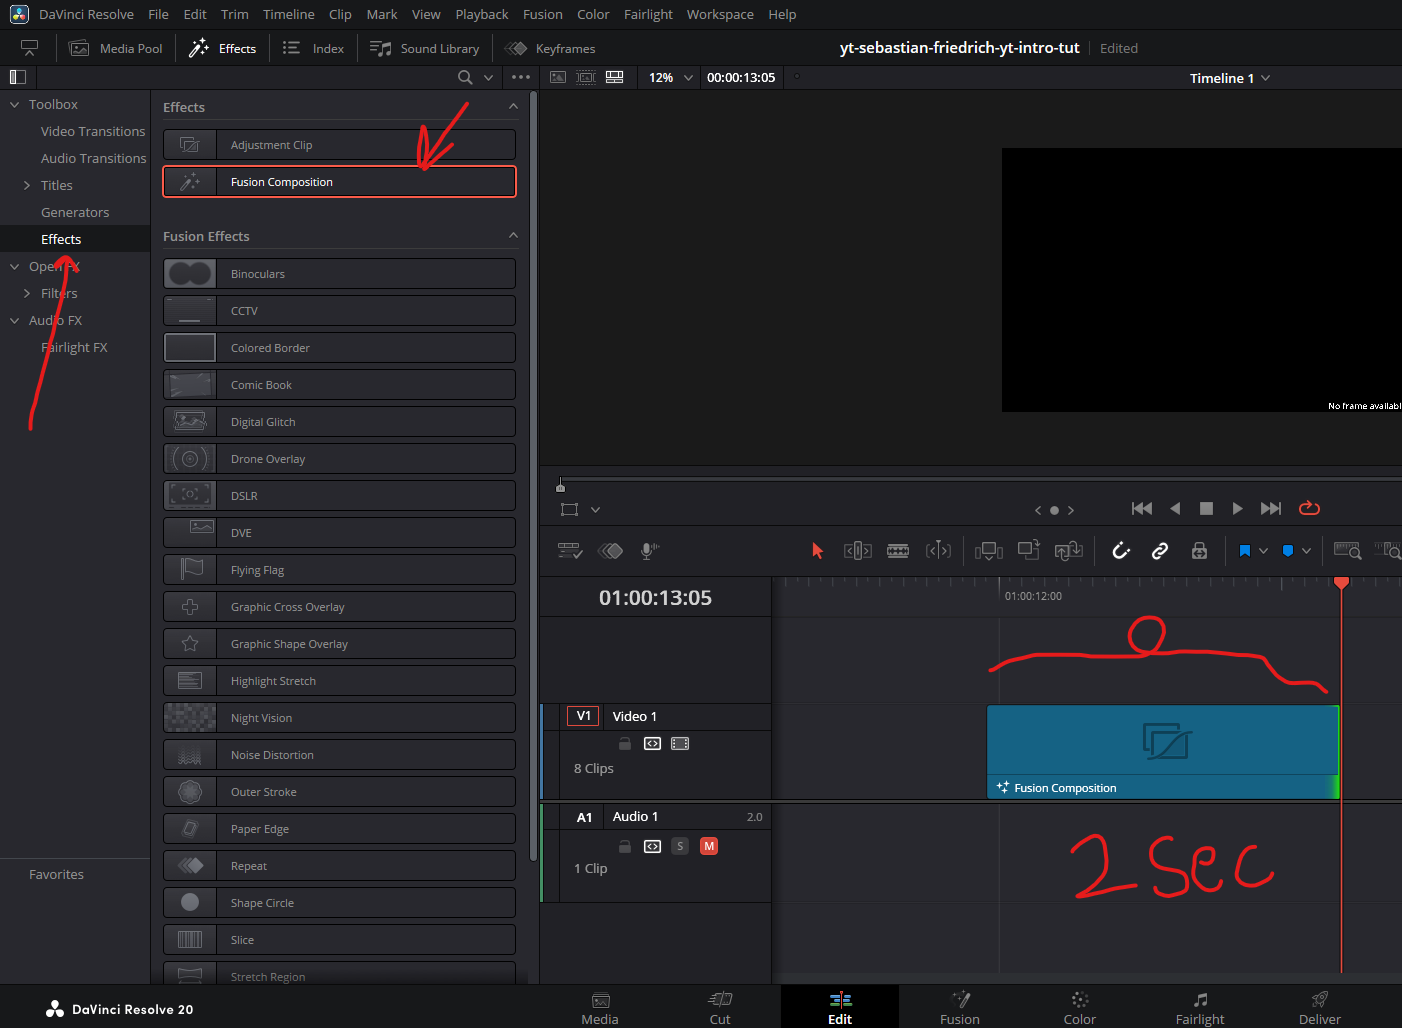 DaVinci Resolve File Edit Trim Timeline Clip Mark View Playback Fusion Color Fairlight Workspace Help
Media Pool Effects Index Sound Library Keyframes yt-sebastian-friedrich-yt-intro-tut Edited
12% 00:00:13:05 Timeline 1
Toolbox
Video Transitions
Audio Transitions
Titles
Generators
Effects
Open FX
Filters
Audio FX
Fairlight FX
Favorites
Effects
Adjustment Clip
Fusion Composition
Fusion Effects
Binoculars
CCTV
Colored Border
Comic Book
Digital Glitch
Drone Overlay
DSLR
DVE
Flying Flag
Graphic Cross Overlay
Graphic Shape Overlay
Highlight Stretch
Night Vision
Noise Distortion
Outer Stroke
Paper Edge
Repeat
Shape Circle
Slice
Stretch Region
No frame availabl
01:00:13:05
01:00:12:00
V1 Video 1
8 Clips
Fusion Composition
A1 Audio 1 2.0
S M
1 Clip
2 Sec
DaVinci Resolve 20
Media Cut Edit Fusion Color Fairlight Deliver